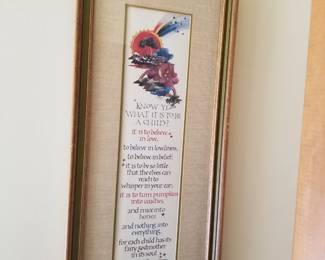 KNOW YE
WHAT IT IS TO BE
A CHILD?
it is to believe
in love,
to believe in loveliness,
to believe in belief;
it is to be so little
that the elves can
reach to
whisper in your ear;
it is to turn pumpkins
into coaches,
and mice into
horses
and nothing into
everything,
for each child has its
fairy godmother
in its soul.